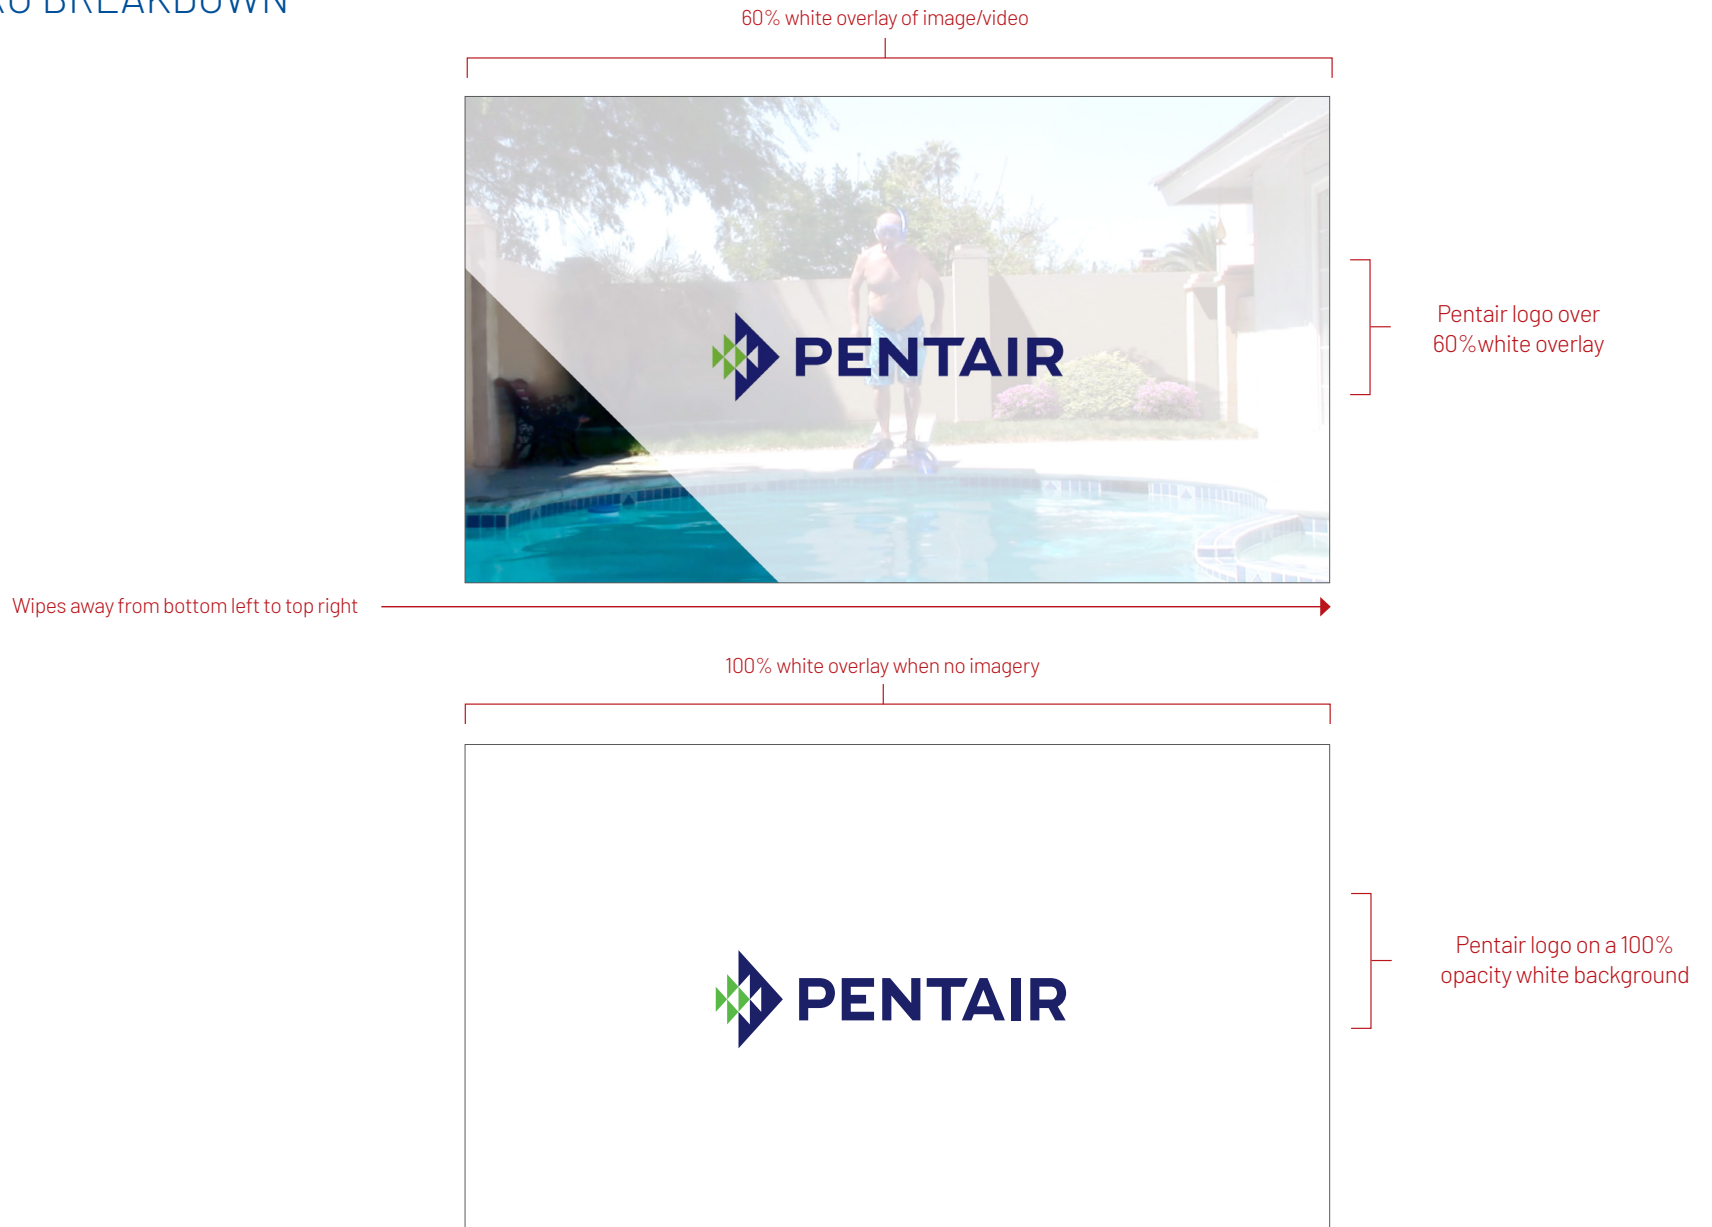 BREAKDOWN
60% white overlay of image/video
PENTAIR
Pentair logo over
60%white overlay
Wipes away from bottom left to top right
100% white overlay when no imagery
PENTAIR
Pentair logo on a 100%
opacity white background